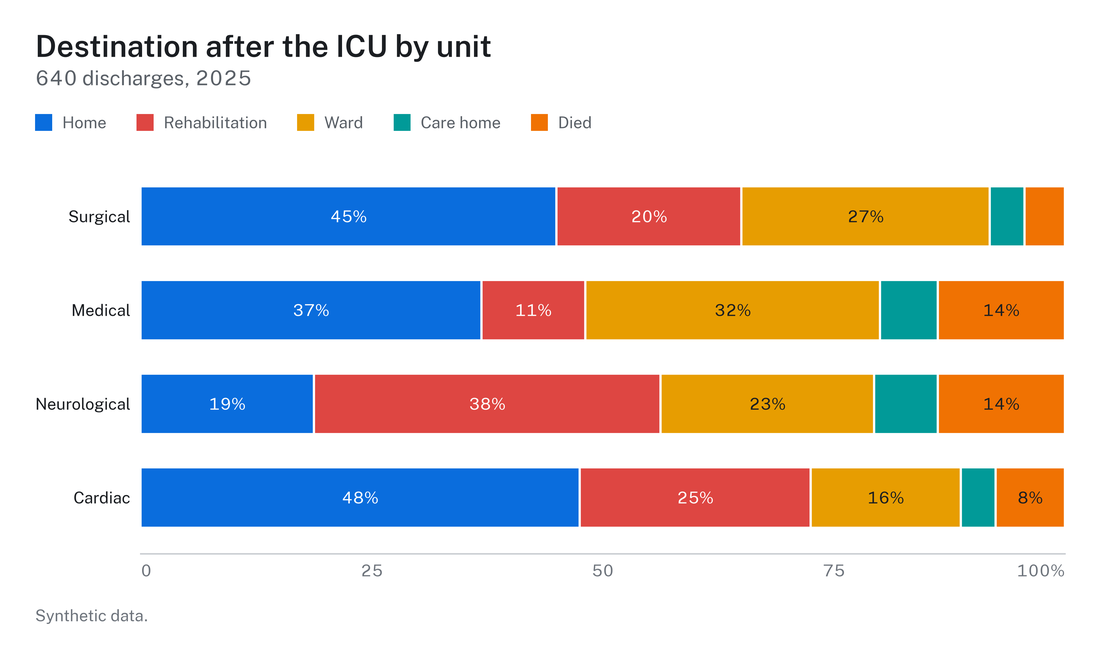 Destination after the ICU by unit
640 discharges, 2025
Home Rehabilitation Ward Care home Died
Surgical 45% 20% 27%
Medical 37% 11% 32% 14%
Neurological 19% 38% 23% 14%
Cardiac 48% 25% 16% 8%
0 25 50 75 100%
Synthetic data.